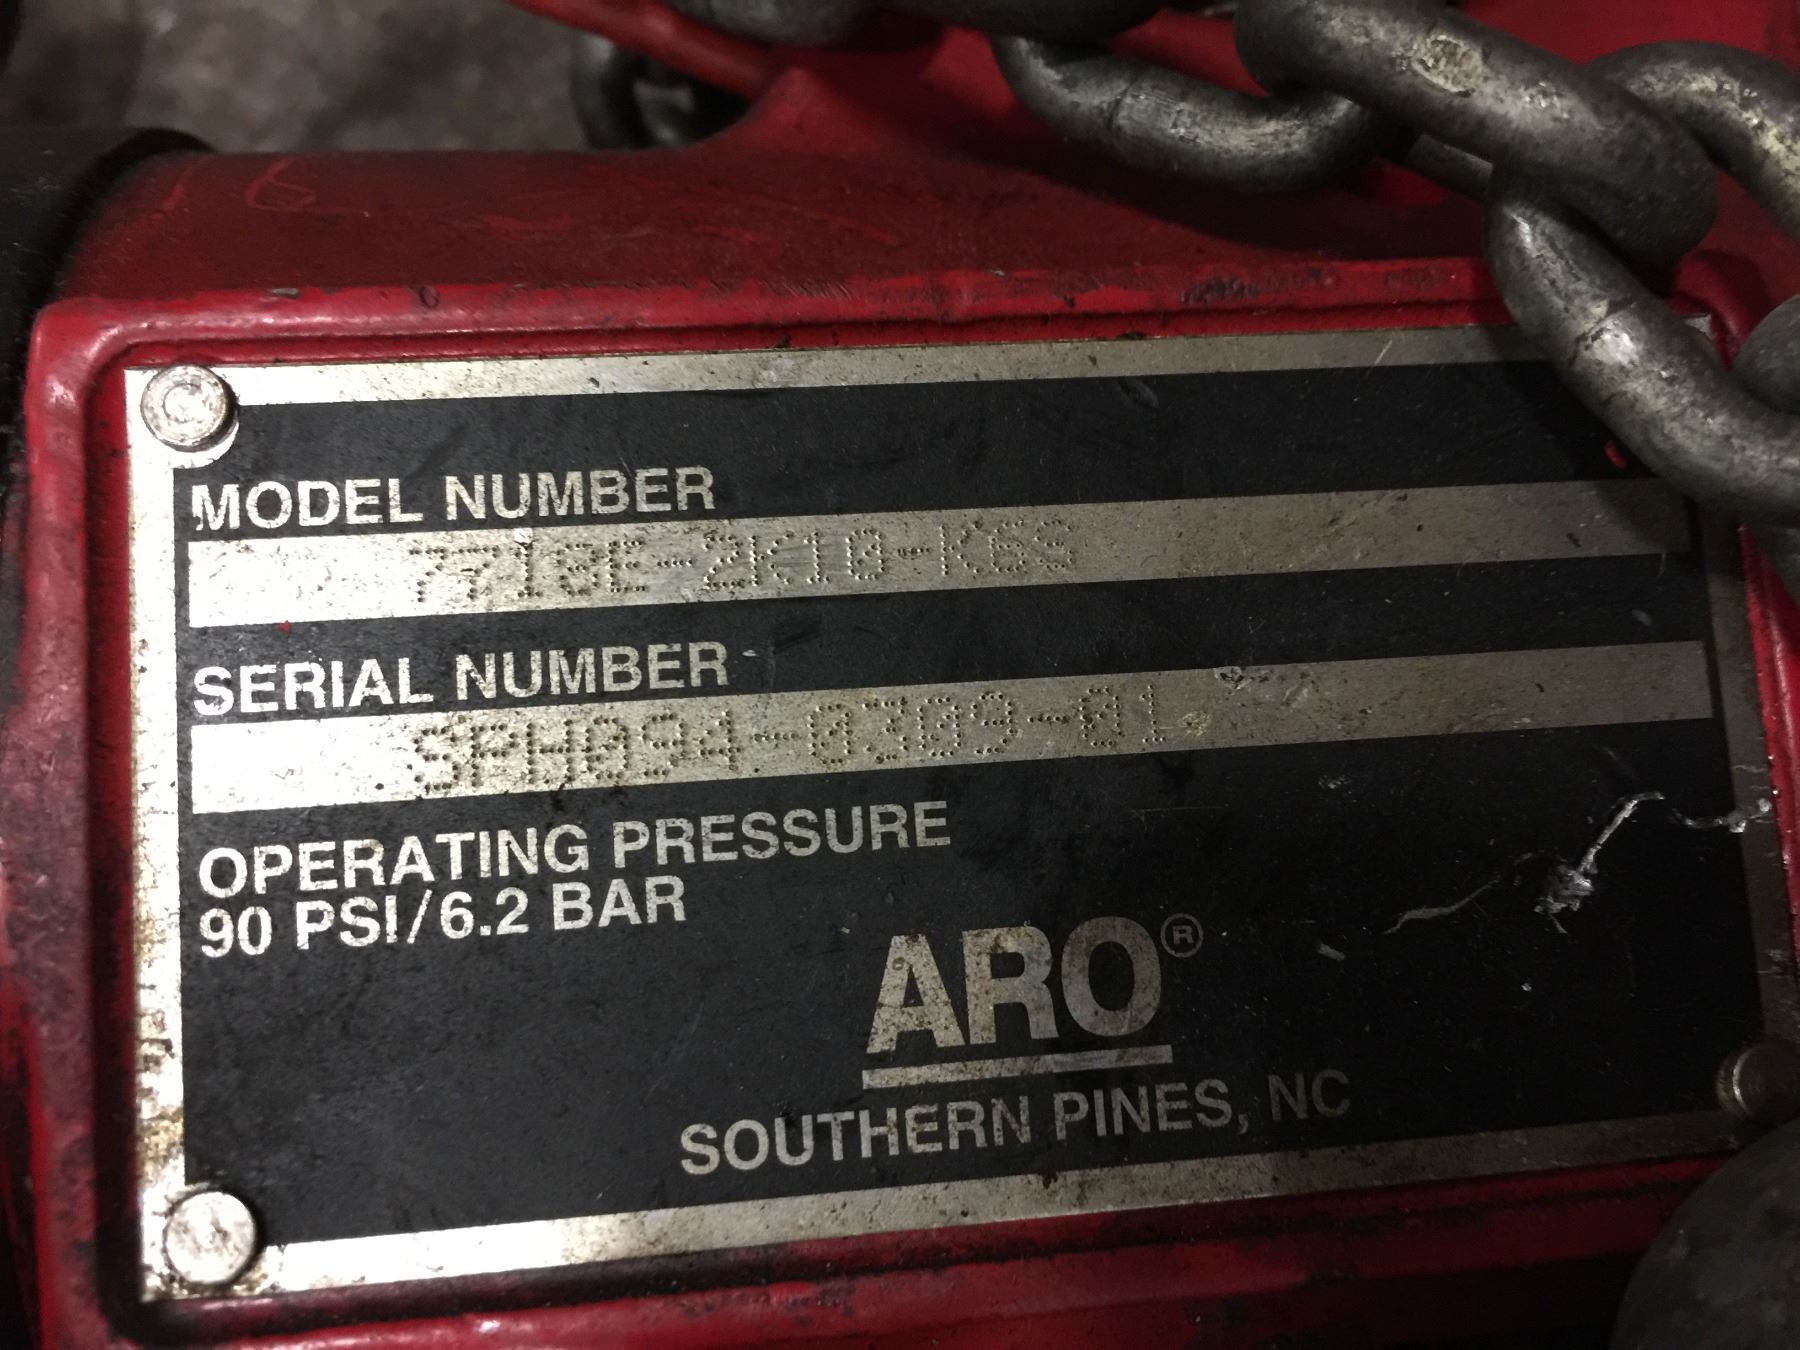 MODEL NUMBER
7710E-2K10-K6S
SERIAL NUMBER
SPH094-0309-01
OPERATING PRESSURE
90 PSI/6.2 BAR
ARO®
SOUTHERN PINES, NC